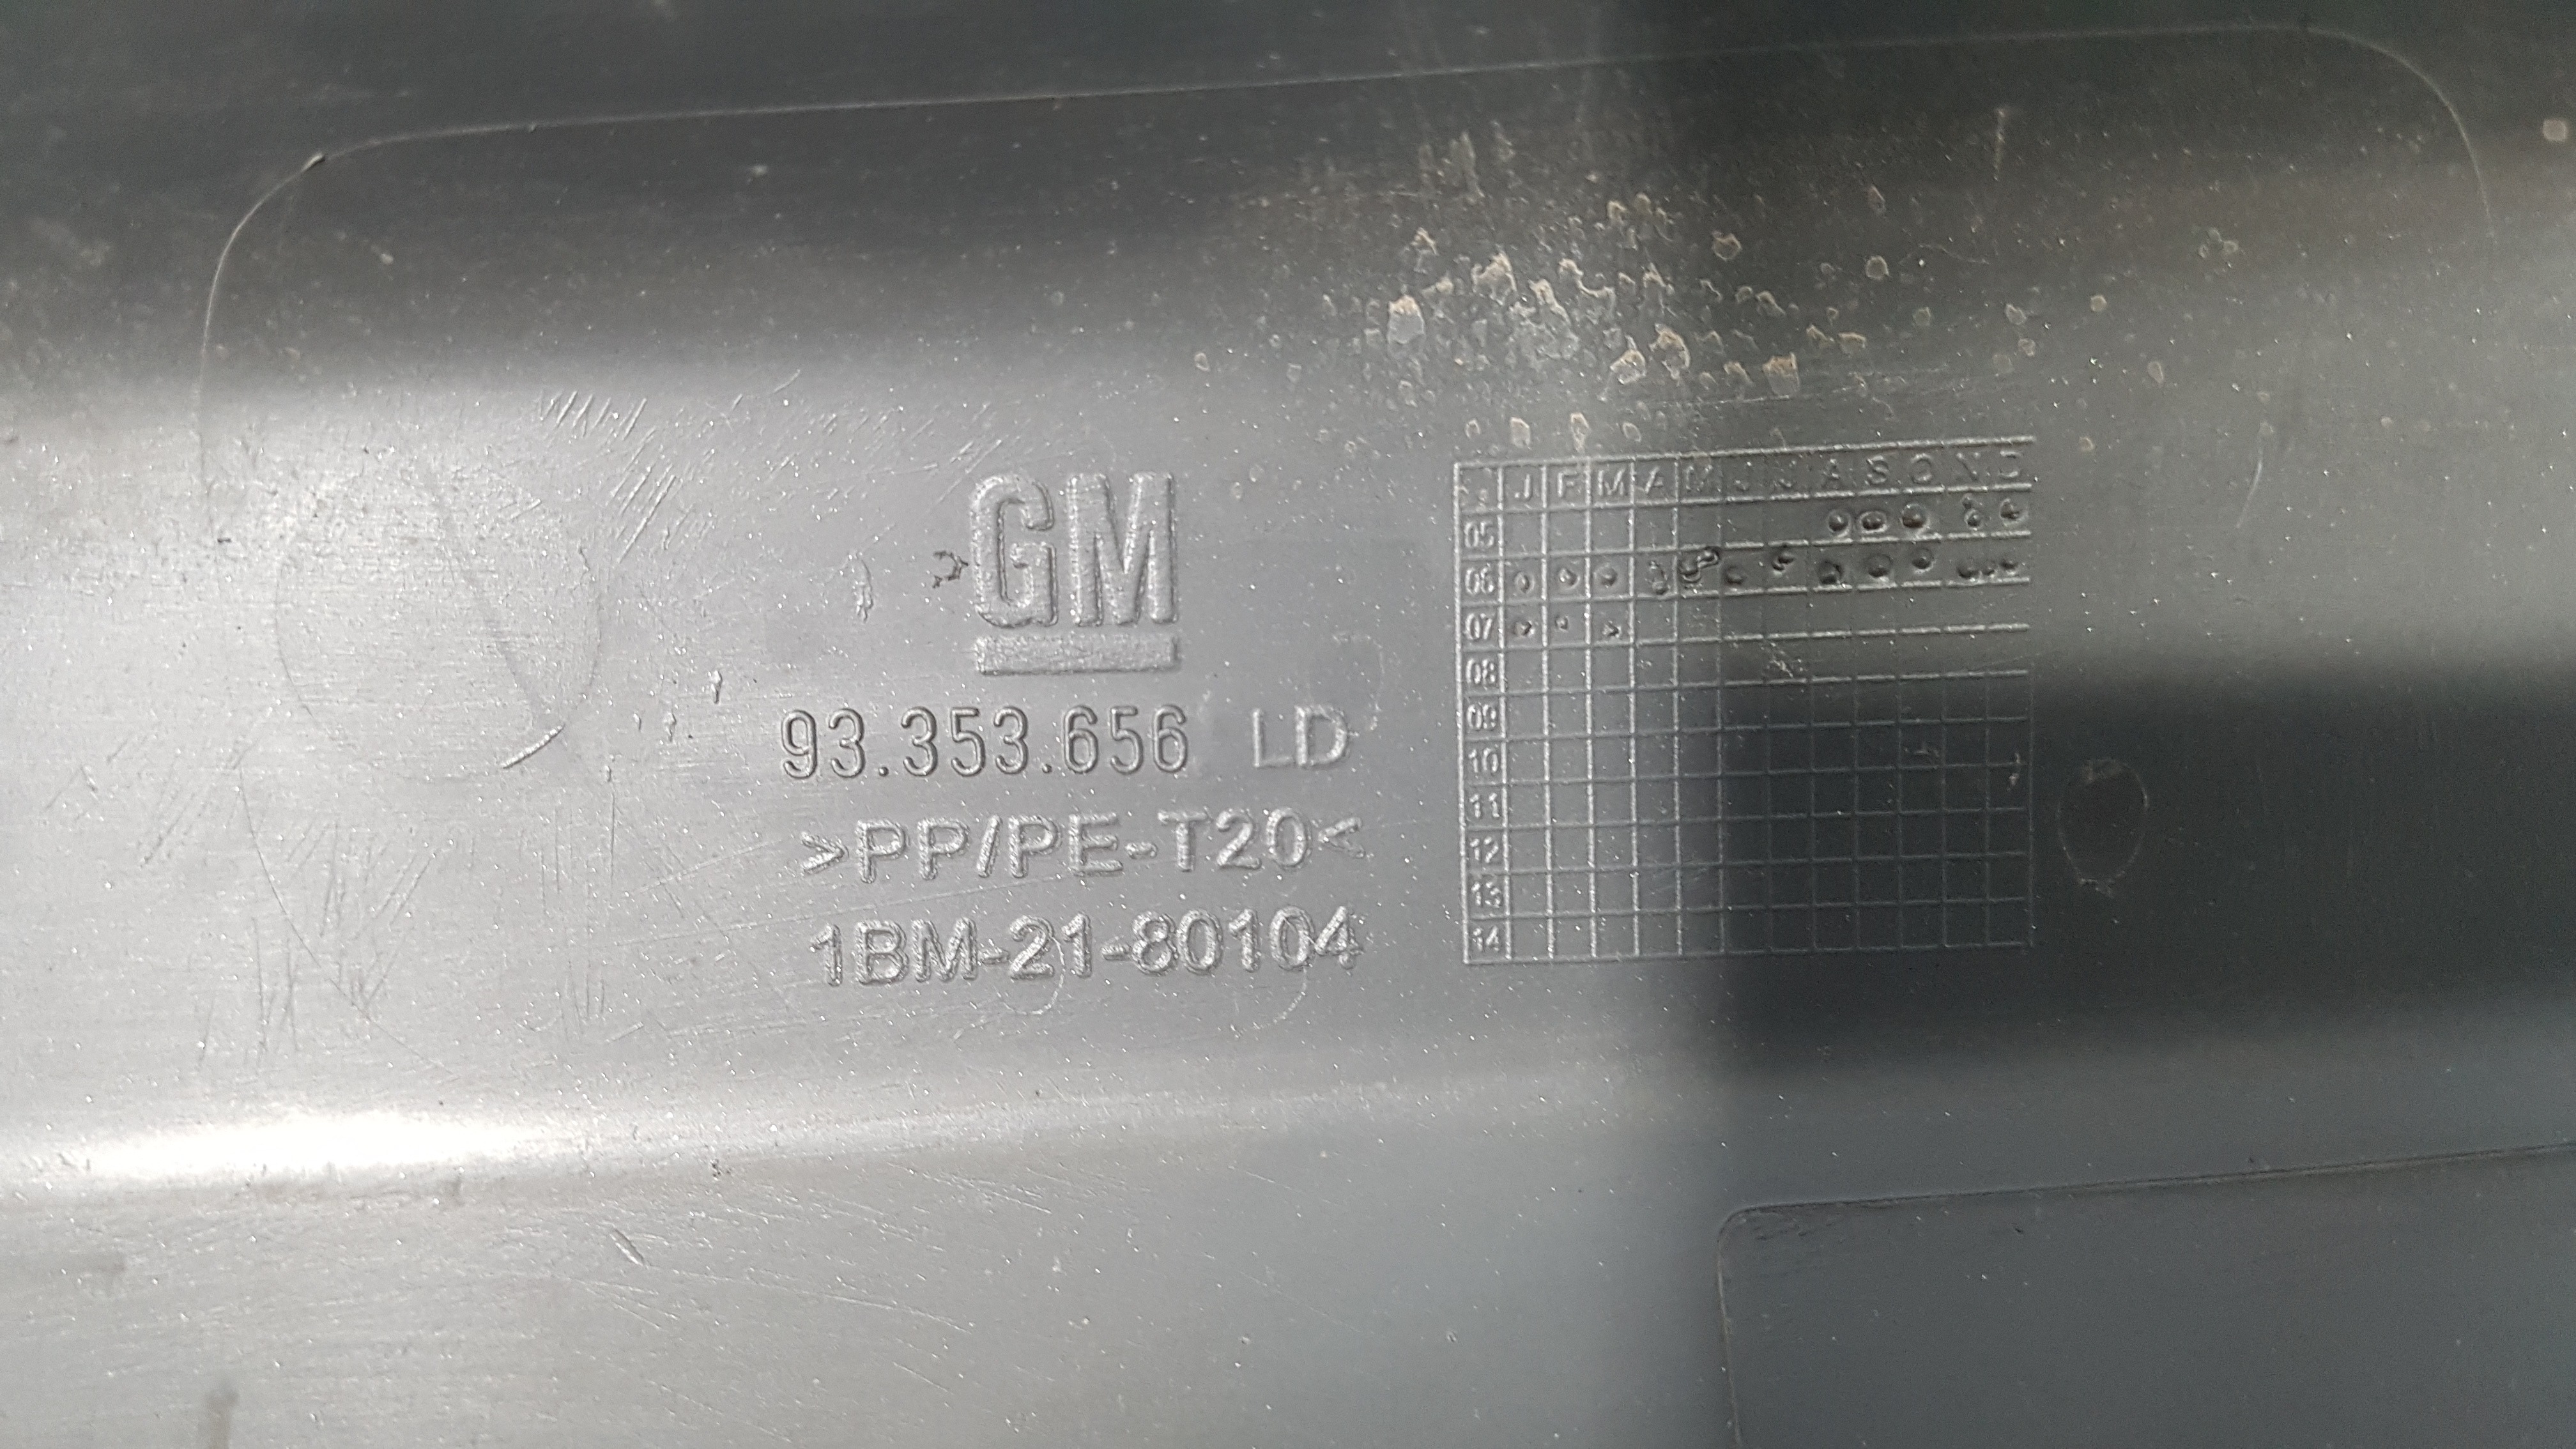 GM
93.353.656 LD
>PP/PE-T20<
1BM-21-80104
J F M A M J J A S O N D
05
06
07
08
09
10
11
12
13
14